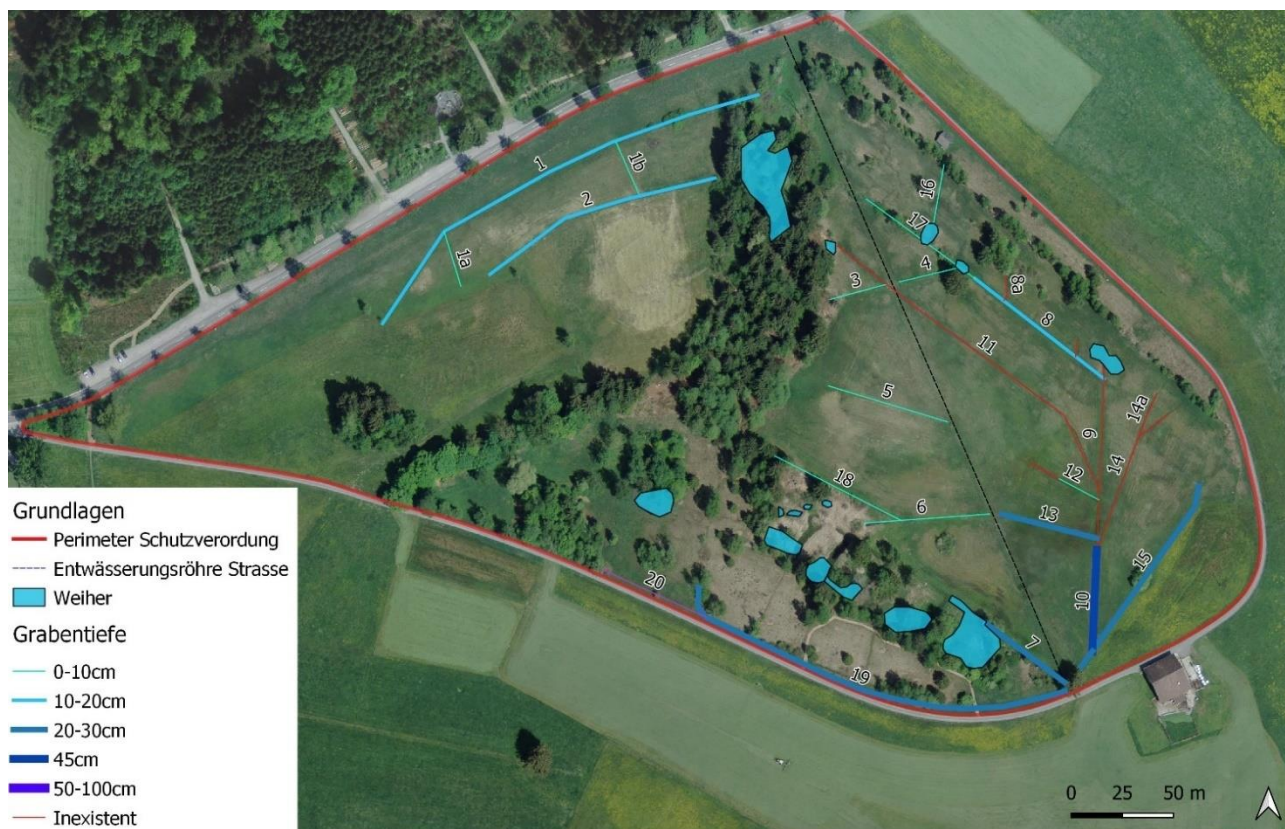 1
1b
2
1a
16
17
4
3
8a
8
11
5
14a
9
14
12
18
6
13
15
10
20
7
19
Grundlagen
Perimeter Schutzverordung
Entwässerungsröhre Strasse
Weiher
Grabentiefe
0-10cm
10-20cm
20-30cm
45cm
50-100cm
Inexistent
0 25 50 m